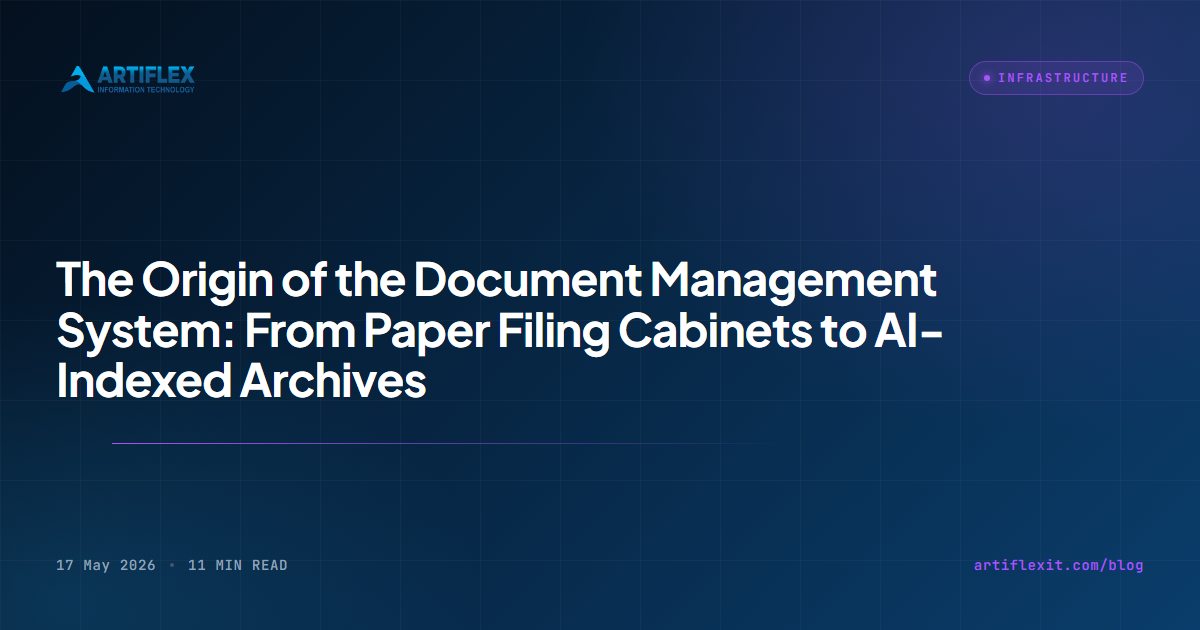 ARTIFLEX
INFORMATION TECHNOLOGY
INFRASTRUCTURE
The Origin of the Document Management
System: From Paper Filing Cabinets to AI-
Indexed Archives
17 May 2026 • 11 MIN READ
artiflexit.com/blog